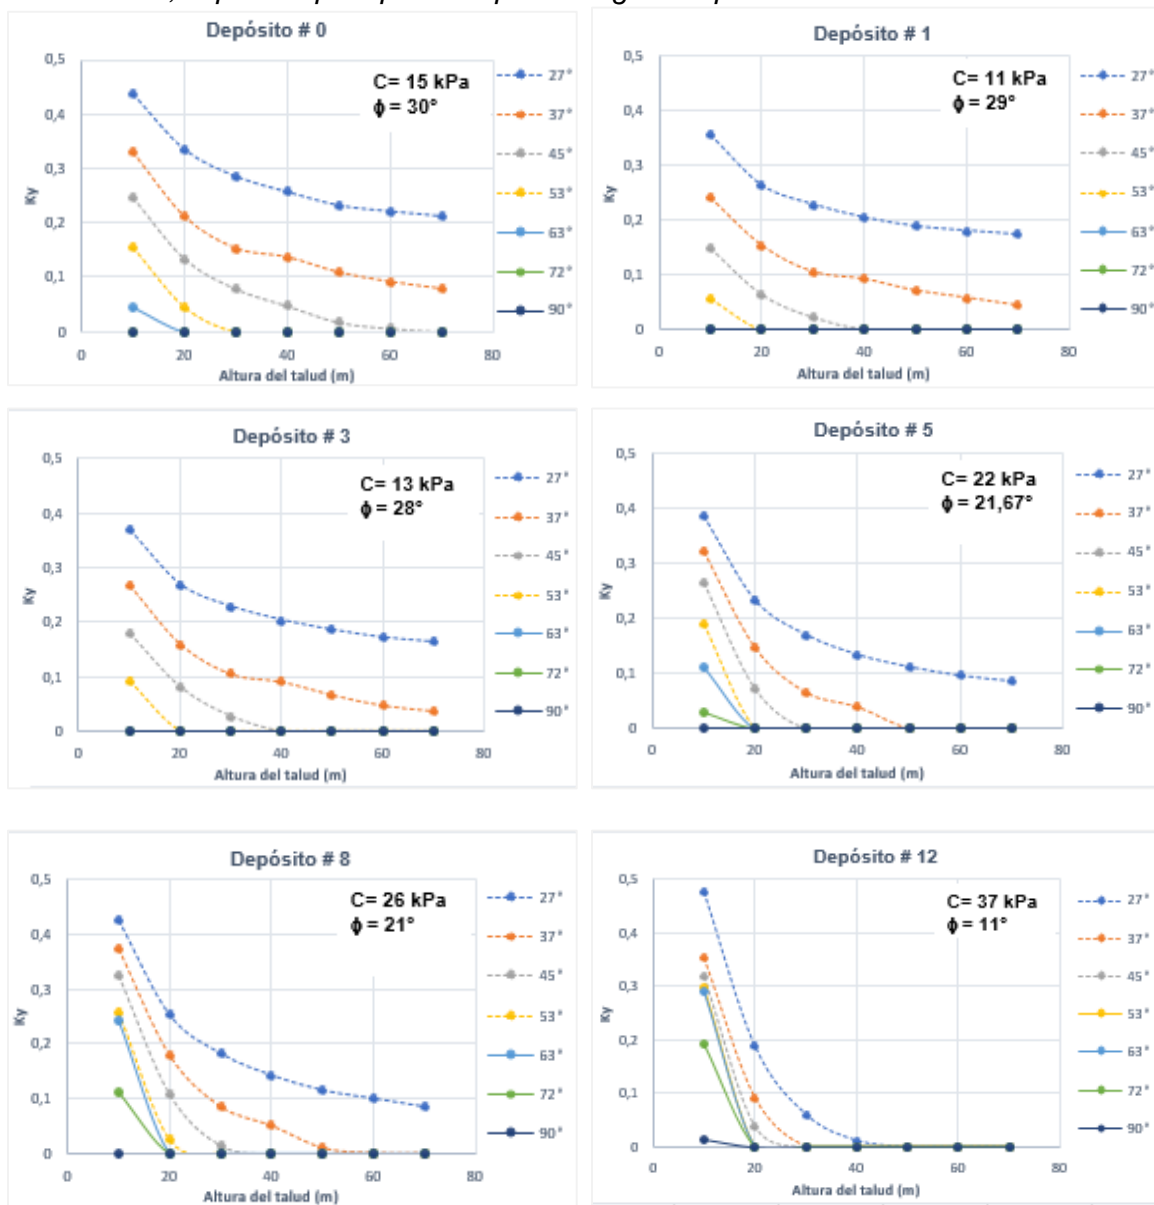 Depósito # 0
C= 15 kPa
ϕ = 30°
0,5
0,4
0,3
0,2
0,1
0
Ky
0 20 40 60 80
Altura del talud (m)
27°
37°
45°
53°
63°
72°
90°
Depósito # 1
C= 11 kPa
ϕ = 29°
0,5
0,4
0,3
0,2
0,1
0
Ky
0 20 40 60 80
Altura del talud (m)
27°
37°
45°
53°
63°
72°
90°
Depósito # 3
C= 13 kPa
ϕ = 28°
0,5
0,4
0,3
0,2
0,1
0
Ky
0 20 40 60 80
Altura del talud (m)
27°
37°
45°
53°
63°
72°
90°
Depósito # 5
C= 22 kPa
ϕ = 21,67°
0,5
0,4
0,3
0,2
0,1
0
Ky
0 20 40 60 80
Altura del talud (m)
27°
37°
45°
53°
63°
72°
90°
Depósito # 8
C= 26 kPa
ϕ = 21°
0,5
0,4
0,3
0,2
0,1
0
Ky
0 20 40 60 80
Altura del talud (m)
27°
37°
45°
53°
63°
72°
90°
Depósito # 12
C= 37 kPa
ϕ = 11°
0,5
0,4
0,3
0,2
0,1
0
Ky
0 20 40 60 80
Altura del talud (m)
27°
37°
45°
53°
63°
72°
90°